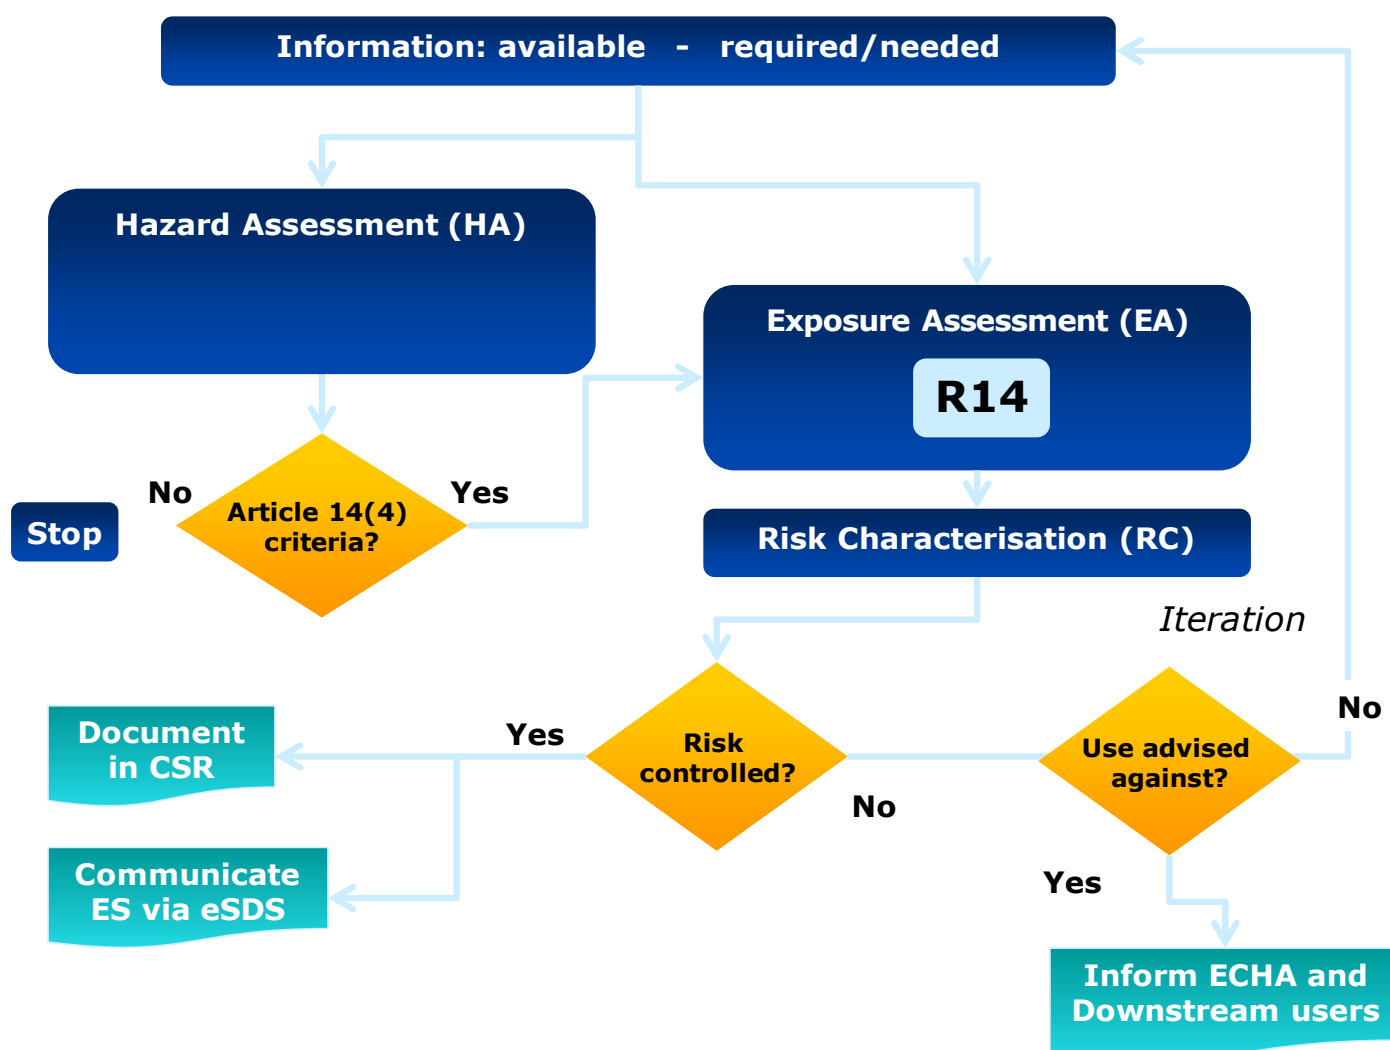 Information: available - required/needed
Hazard Assessment (HA)
Exposure Assessment (EA)
R14
No
Yes
Article 14(4)
criteria?
Stop
Risk Characterisation (RC)
Iteration
No
Yes
Risk
controlled?
No
Use advised
against?
Document
in CSR
Communicate
ES via eSDS
Yes
Inform ECHA and
Downstream users